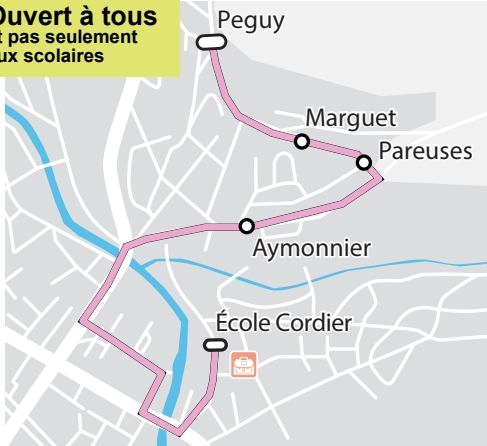 Ouvert à tous
t pas seulement
ux scolaires
Peguy
Marguet
Pareuses
Aymonnier
École Cordier